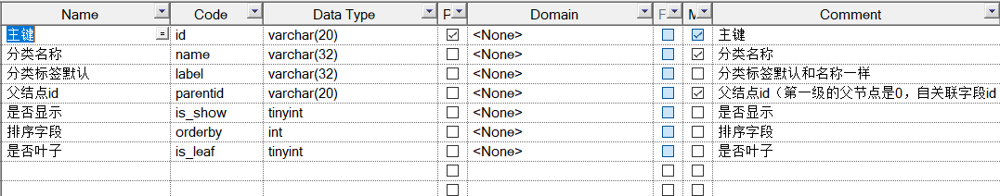 Name Code Data Type P Domain F M Comment
主键 = id varchar(20) <None> 主键
分类名称 name varchar(32) <None> 分类名称
分类标签默认 label varchar(32) <None> 分类标签默认和名称一样
父结点id parentid varchar(20) <None> 父结点id（第一级的父节点是0，自关联字段id
是否显示 is_show tinyint <None> 是否显示
排序字段 orderby int <None> 排序字段
是否叶子 is_leaf tinyint <None> 是否叶子